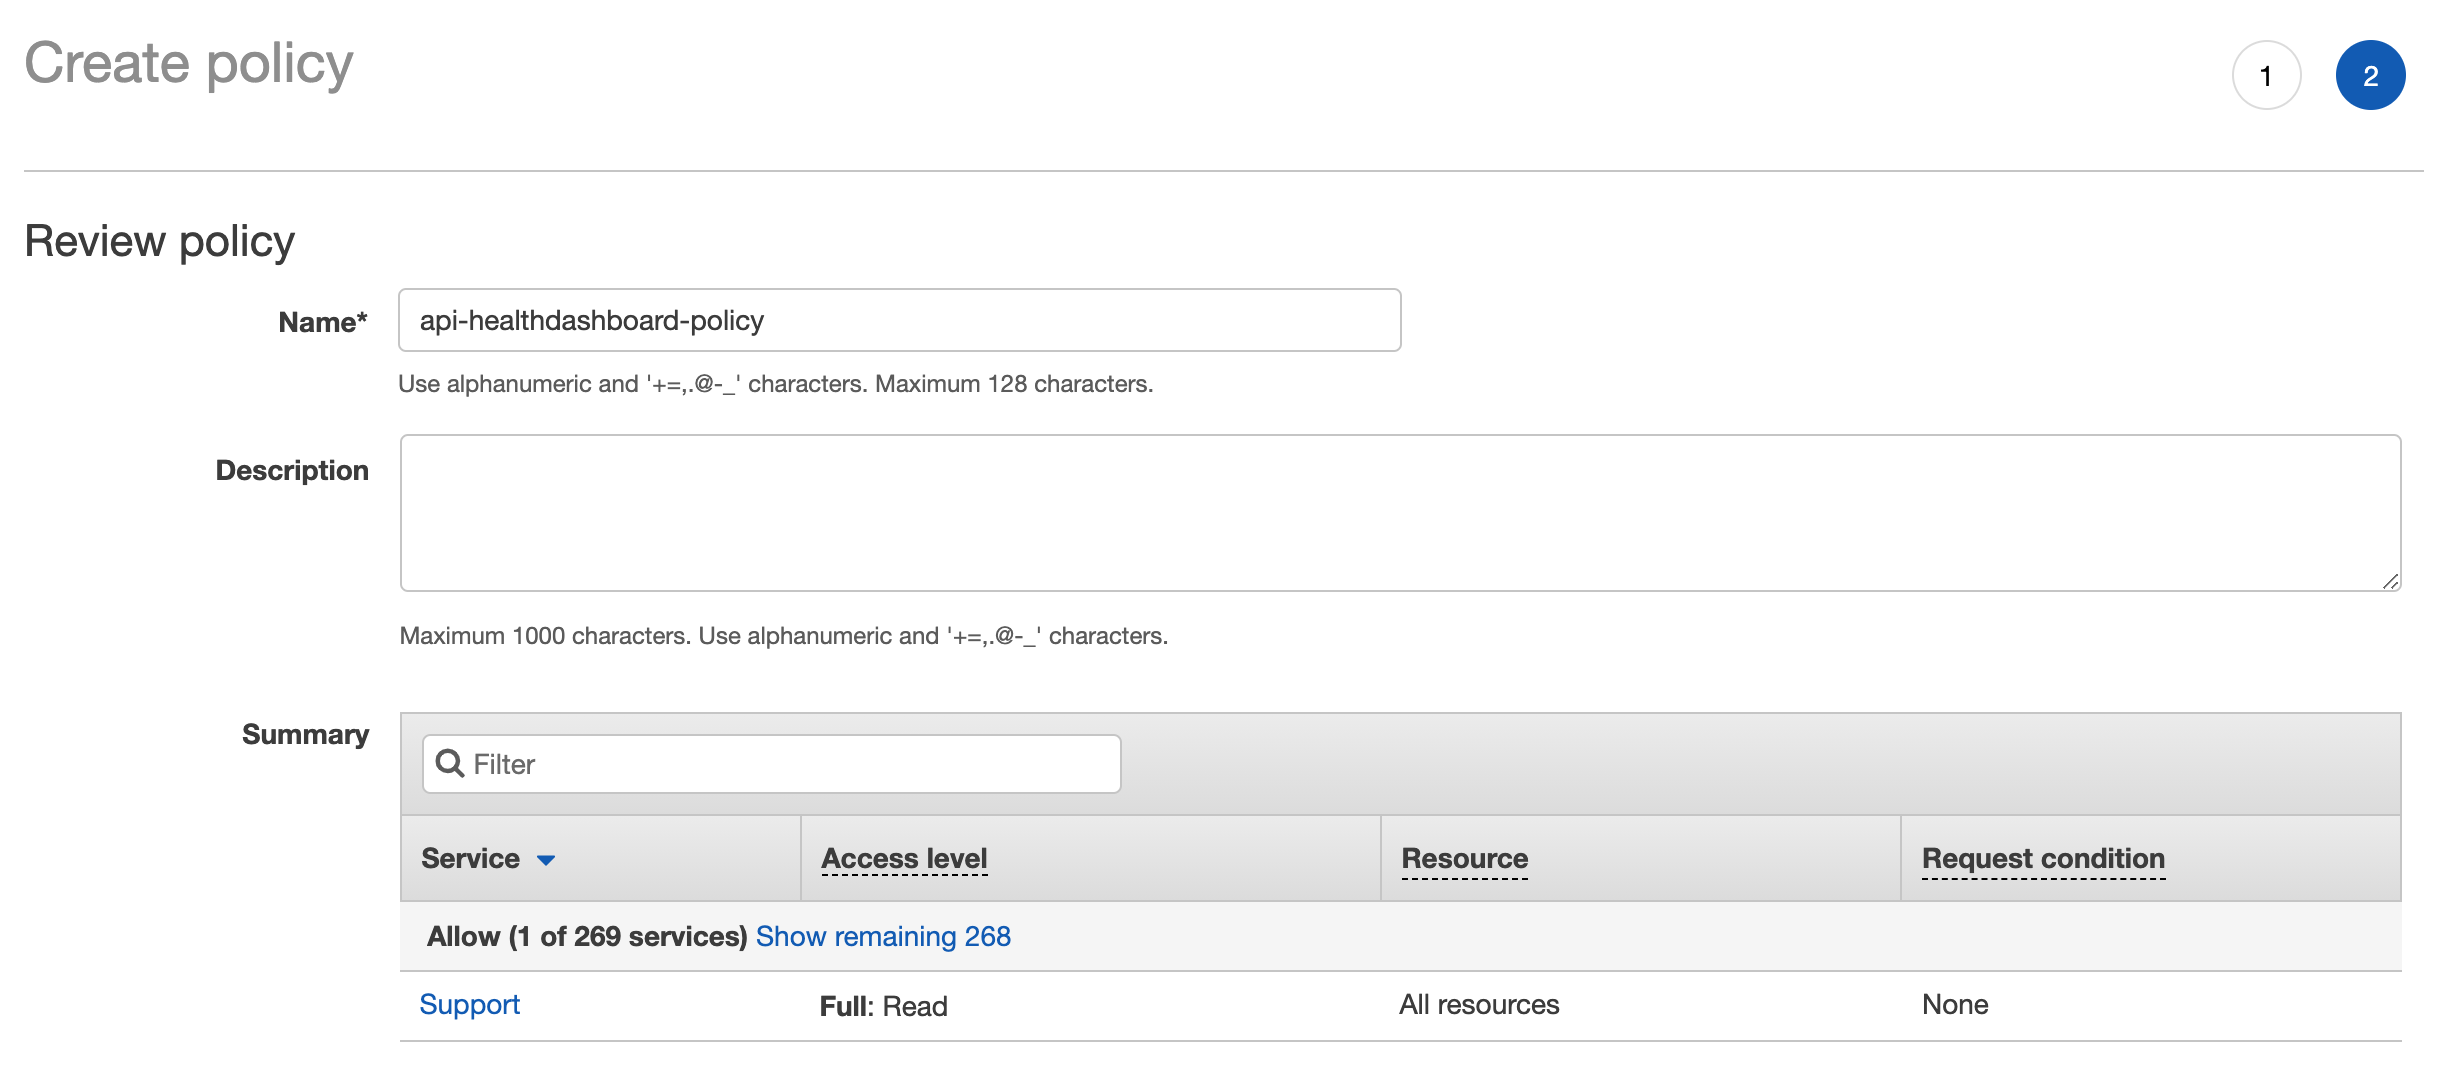 Create policy
1
2
Review policy
Name*
api-healthdashboard-policy
Use alphanumeric and '+=,.@-_' characters. Maximum 128 characters.
Description
Maximum 1000 characters. Use alphanumeric and '+=,.@-_' characters.
Summary
Filter
Service Access level Resource Request condition
Allow (1 of 269 services) Show remaining 268
Support Full: Read All resources None